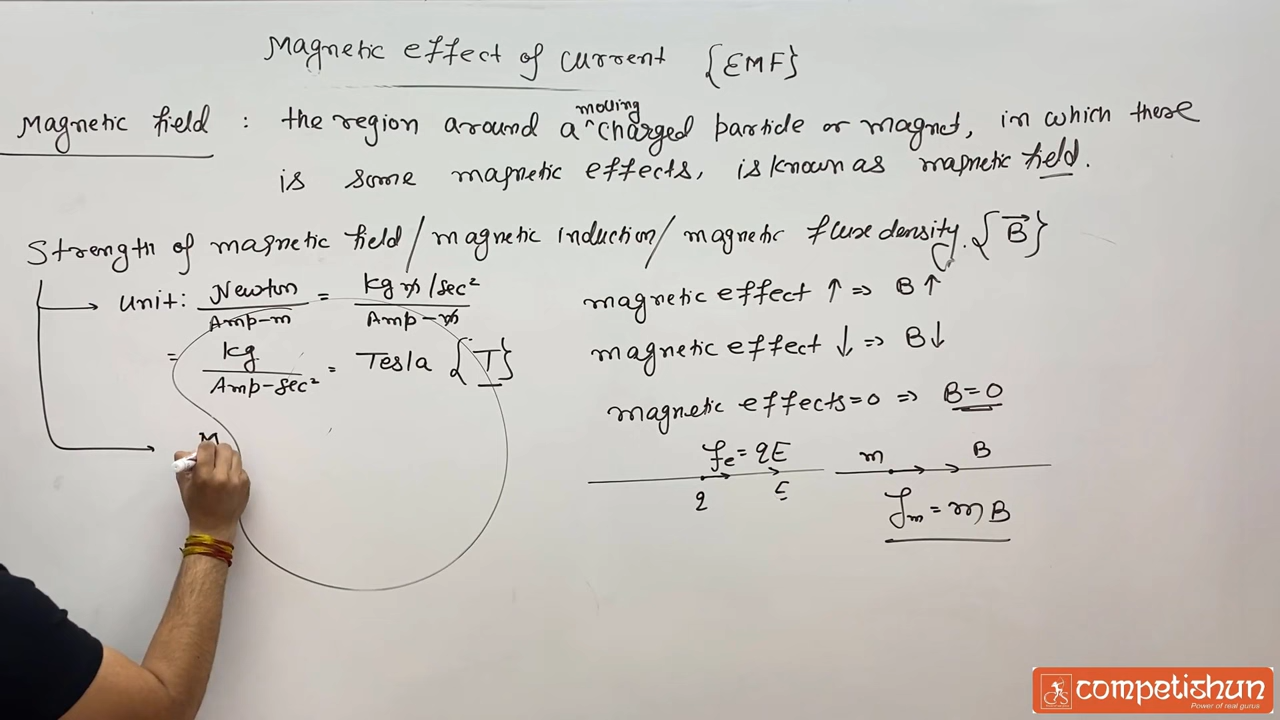 Magnetic effect of current {EMF}
Magnetic field : the region around a ^ moving charged particle or magnet, in which there
is some magnetic effects, is known as magnetic field.
Strength of magnetic field / magnetic induction / magnetic flux density. {B⃗}
unit: Newton/Amp-m = kg m/sec²/Amp-m
= kg/Amp-sec² = Tesla {T}
M
magnetic effect ↑ => B↑
magnetic effect ↓ => B↓
magnetic effects=0 => B=0
fe = qE
q E
m B
fm = mB
competishun
Power of real gurus